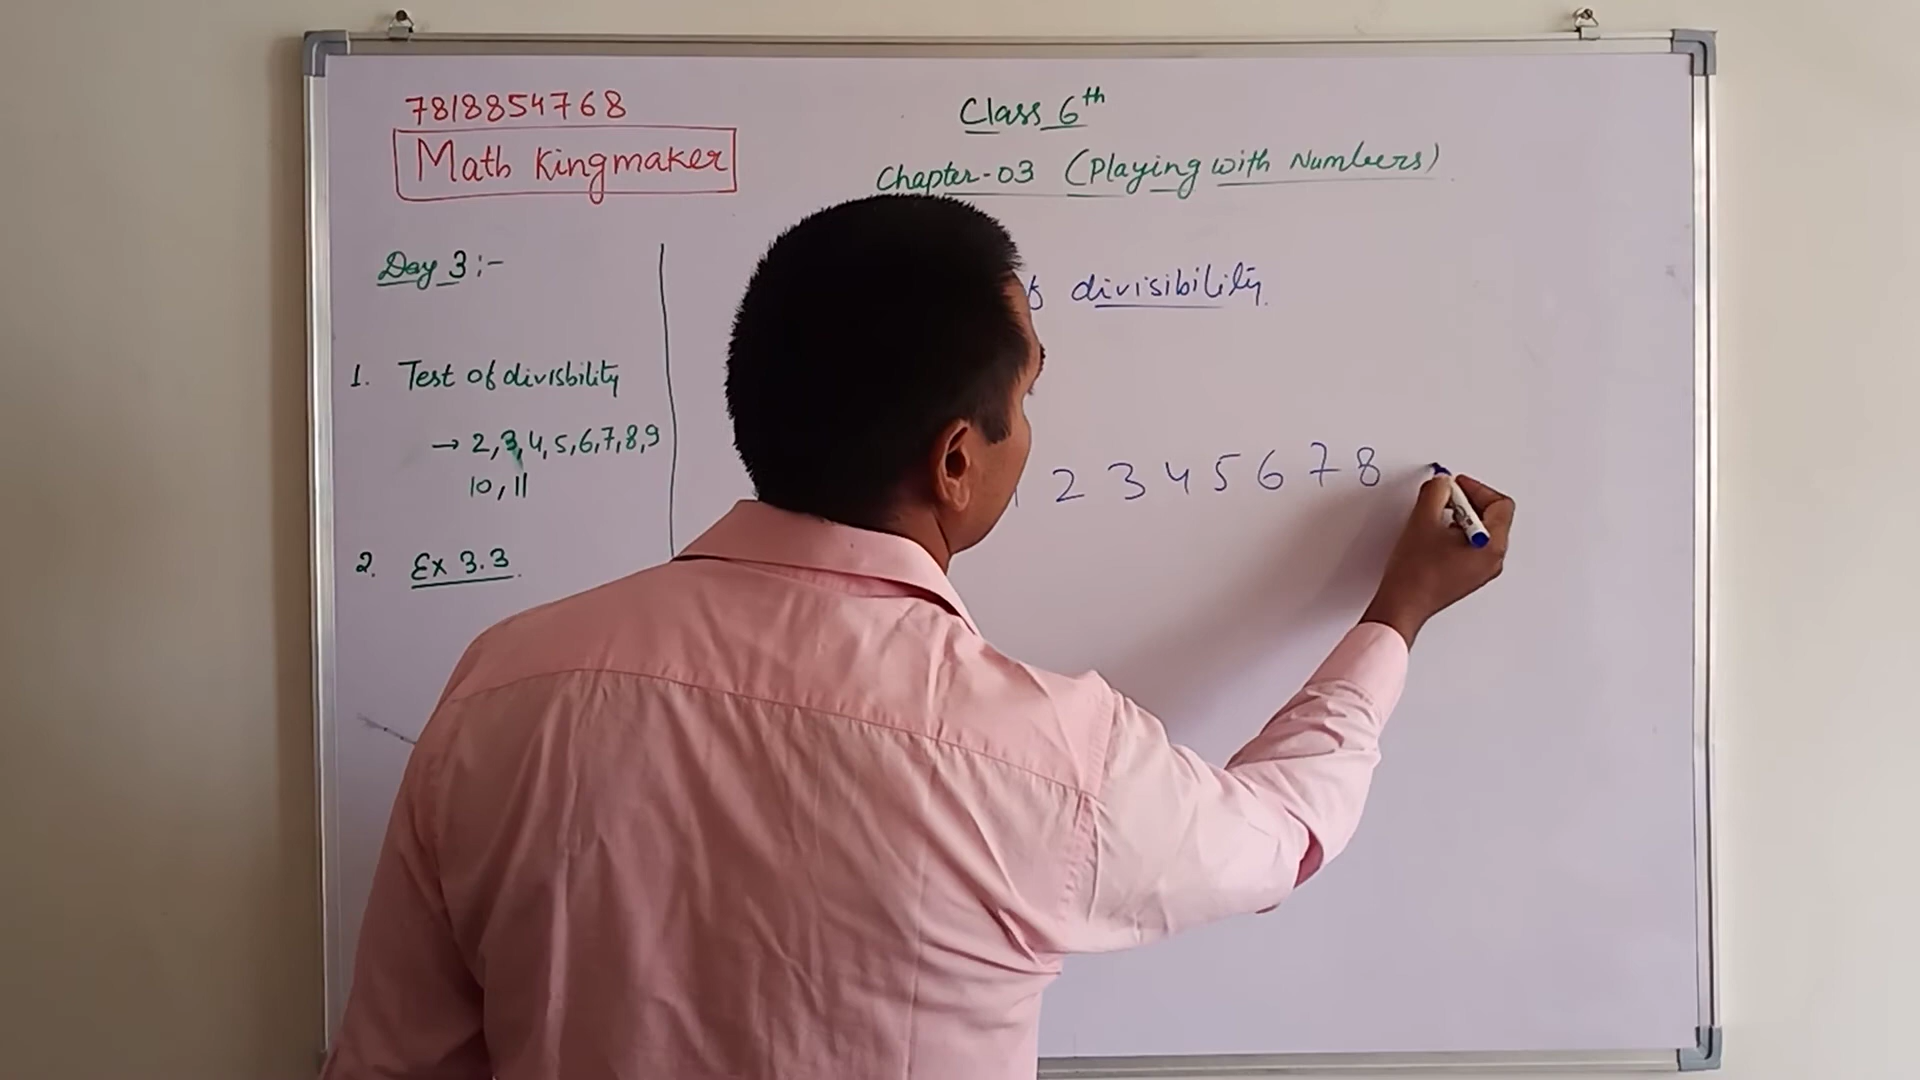 7818854768
Math Kingmaker
Class 6th
Chapter-03 (Playing with Numbers)
Day 3:-
1. Test of divisbility
→ 2,3,4,5,6,7,8,9
10,11
2. Ex 3.3
divisibility
2 3 4 5 6 7 8